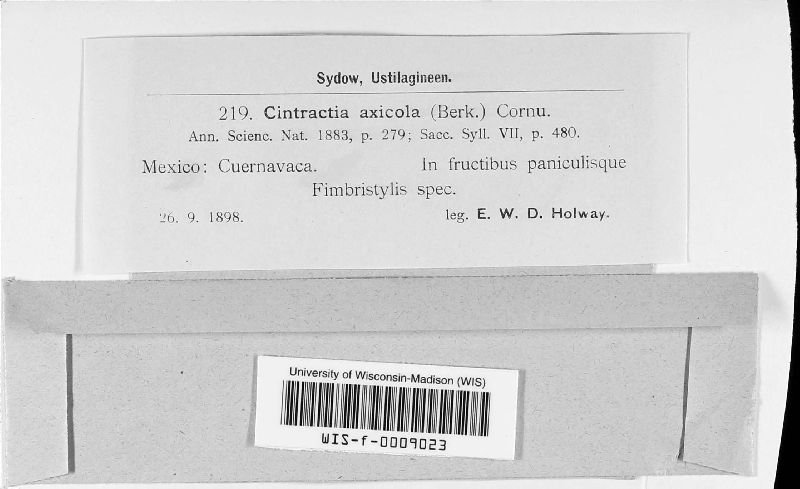 Sydow, Ustilagineen.
219. Cintractia axicola (Berk.) Cornu.
Ann. Scienc. Nat. 1883, p. 279; Sacc. Syll. VII, p. 480.
Mexico: Cuernavaca. In fructibus paniculisque
Fimbristylis spec.
26. 9. 1898. leg. E. W. D. Holway.
University of Wisconsin-Madison (WIS)
WIS-f-0009023